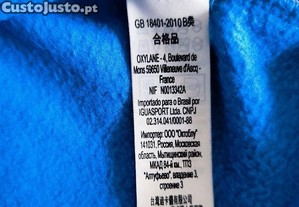 CustoJusto.pt
GB 18401-2010 B类
合格品
OXYLANE - 4, Boulevard de
Mons 59650 Villeneuve d'Ascq -
France
NIF N0013342A
Importado para o Brasil por
IGUASPORT Ltda. CNPJ
02.314.041/0001-88
Импортер: ООО "Октоблу"
141031, Россия, Московская
область, Мытищинский район,
МКАД 84-й км., ТПЗ
"Алтуфьево", владение 3,
строение 3